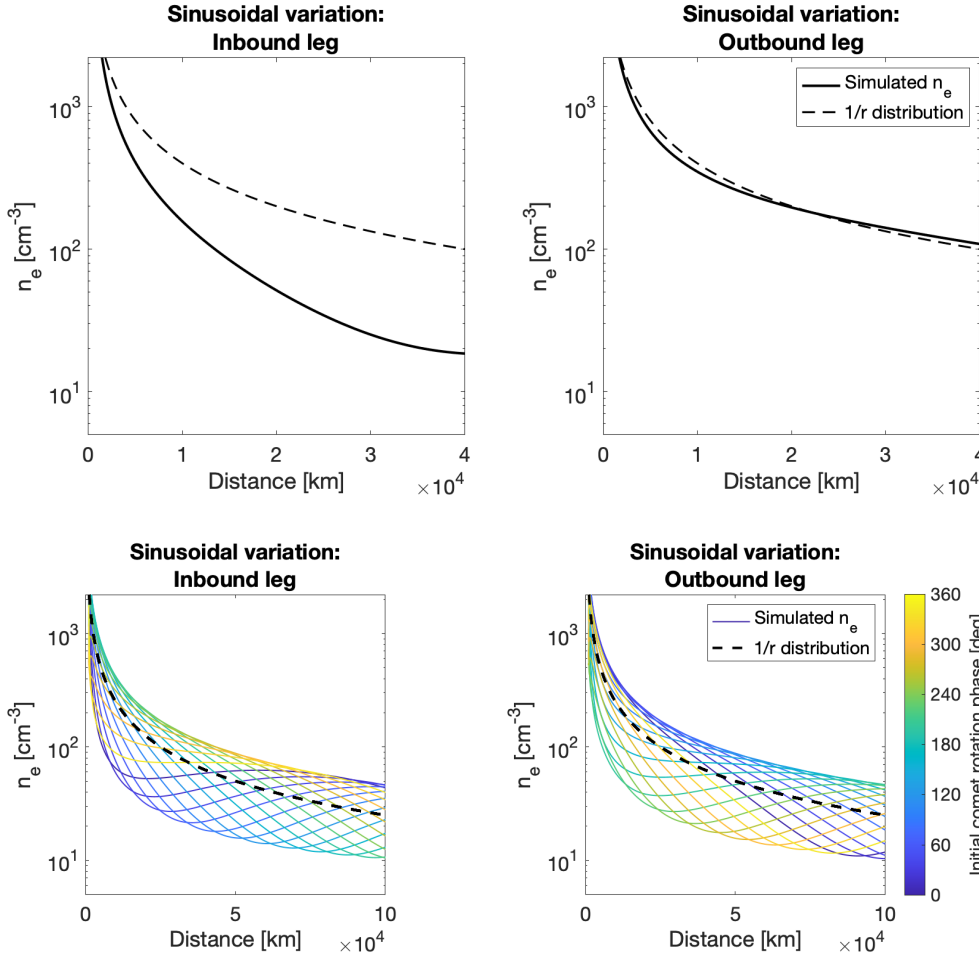 Sinusoidal variation:
Inbound leg
n_e [cm^-3]
10^3
10^2
10^1
0 1 2 3 4
Distance [km]
×10^4
Sinusoidal variation:
Outbound leg
Simulated n_e
1/r distribution
n_e [cm^-3]
10^3
10^2
10^1
0 1 2 3 4
Distance [km]
×10^4
Sinusoidal variation:
Inbound leg
n_e [cm^-3]
10^3
10^2
10^1
0 5 10
Distance [km]
×10^4
Sinusoidal variation:
Outbound leg
Simulated n_e
1/r distribution
n_e [cm^-3]
10^3
10^2
10^1
0 5 10
Distance [km]
×10^4
360
300
240
180
120
60
0
Initial comet rotation phase [deg]